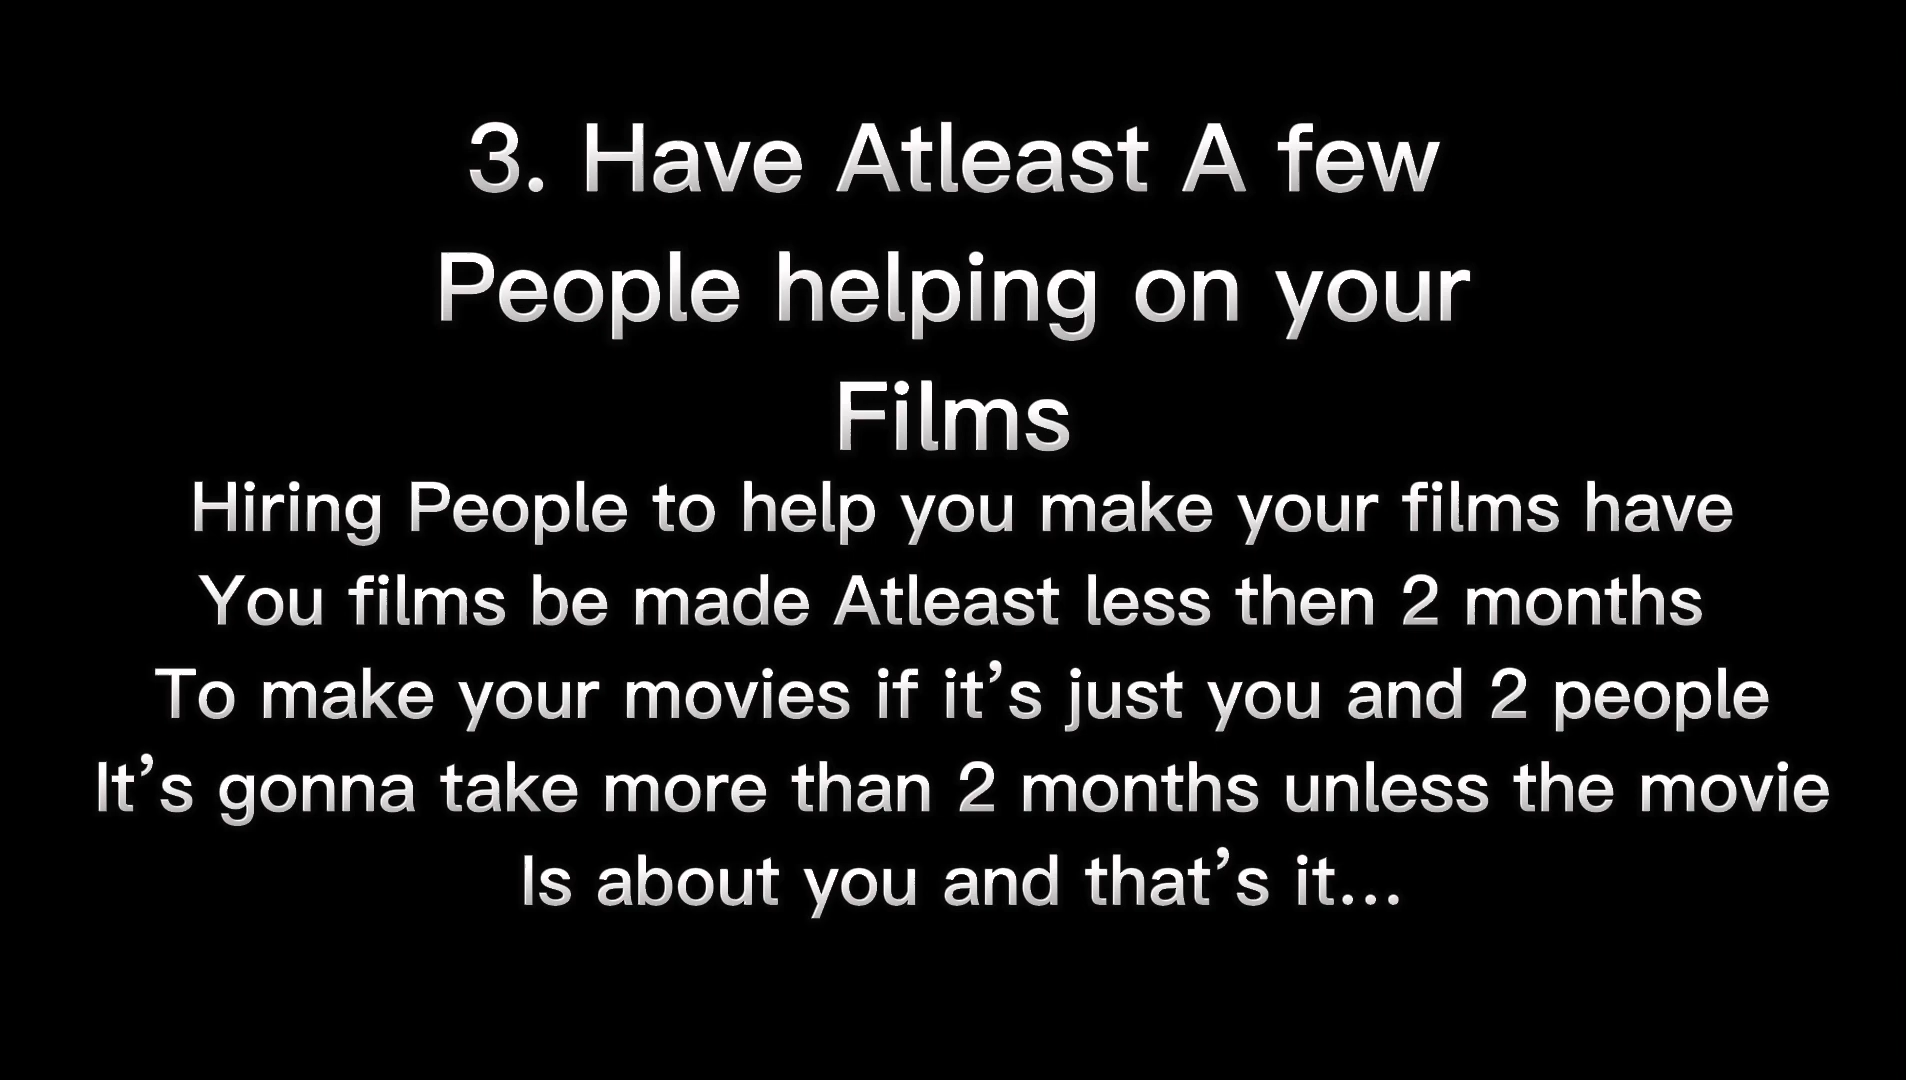 3. Have Atleast A few
People helping on your
Films
Hiring People to help you make your films have
You films be made Atleast less then 2 months
To make your movies if it’s just you and 2 people
It’s gonna take more than 2 months unless the movie
Is about you and that’s it...